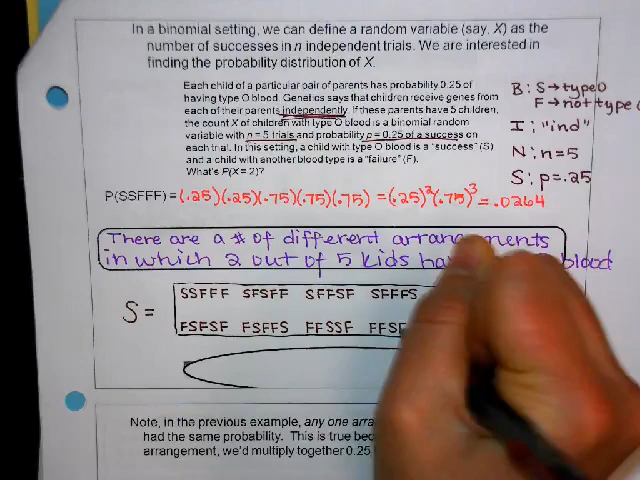 In a binomial setting, we can define a random variable (say, X) as the
number of successes in n independent trials. We are interested in
finding the probability distribution of X.
Each child of a particular pair of parents has probability 0.25 of
having type O blood. Genetics says that children receive genes from
each of their parents independently. If these parents have 5 children,
the count X of children with type O blood is a binomial random
variable with n = 5 trials and probability p = 0.25 of a success on
each trial. In this setting, a child with type O blood is a "success" (S)
and a child with another blood type is a "failure" (F).
What's P(X = 2)?
B: S→type O
F→not type O
I: "ind"
N: n=5
S: p=.25
P(SSFFF) = (.25)(.25)(.75)(.75)(.75) = (.25)²(.75)³ = .0264
There are a # of different arrangements
in which 2 out of 5 kids blood
S =
SSFFF SFSFF SFFSF SFFFS
FSFSF FSFFS FFSSF
Note, in the previous example, any one
had the same probability. This is true
arrangement, we'd multiply together 0.25